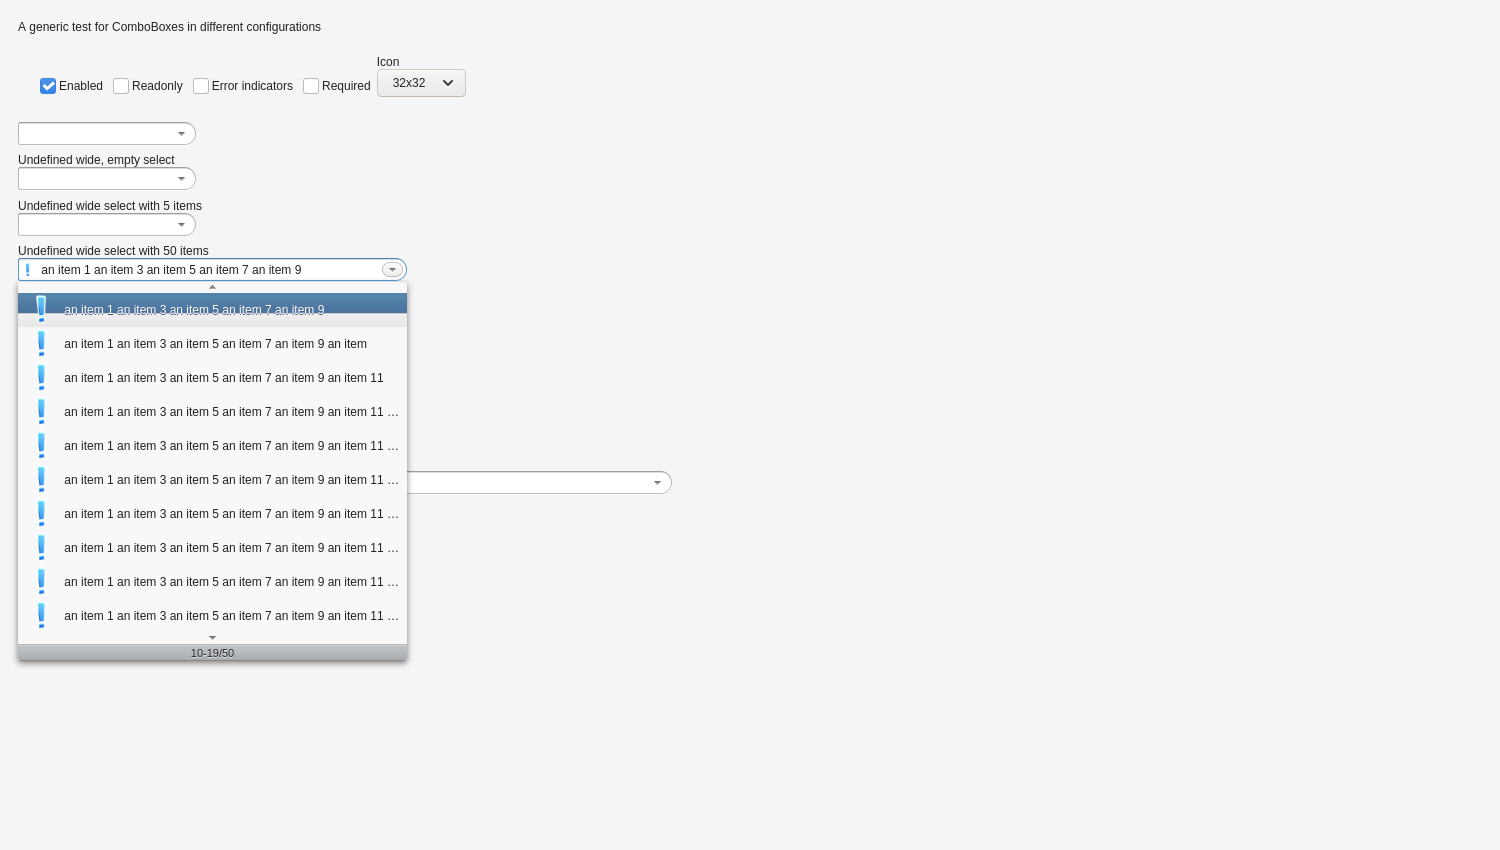 A generic test for ComboBoxes in different configurations
Icon
Enabled Readonly Error indicators Required 32x32
Undefined wide, empty select
Undefined wide select with 5 items
Undefined wide select with 50 items
an item 1 an item 3 an item 5 an item 7 an item 9
an item 1 an item 3 an item 5 an item 7 an item 9
an item 1 an item 3 an item 5 an item 7 an item 9 an item
an item 1 an item 3 an item 5 an item 7 an item 9 an item 11
an item 1 an item 3 an item 5 an item 7 an item 9 an item 11 …
an item 1 an item 3 an item 5 an item 7 an item 9 an item 11 …
an item 1 an item 3 an item 5 an item 7 an item 9 an item 11 …
an item 1 an item 3 an item 5 an item 7 an item 9 an item 11 …
an item 1 an item 3 an item 5 an item 7 an item 9 an item 11 …
an item 1 an item 3 an item 5 an item 7 an item 9 an item 11 …
an item 1 an item 3 an item 5 an item 7 an item 9 an item 11 …
10-19/50